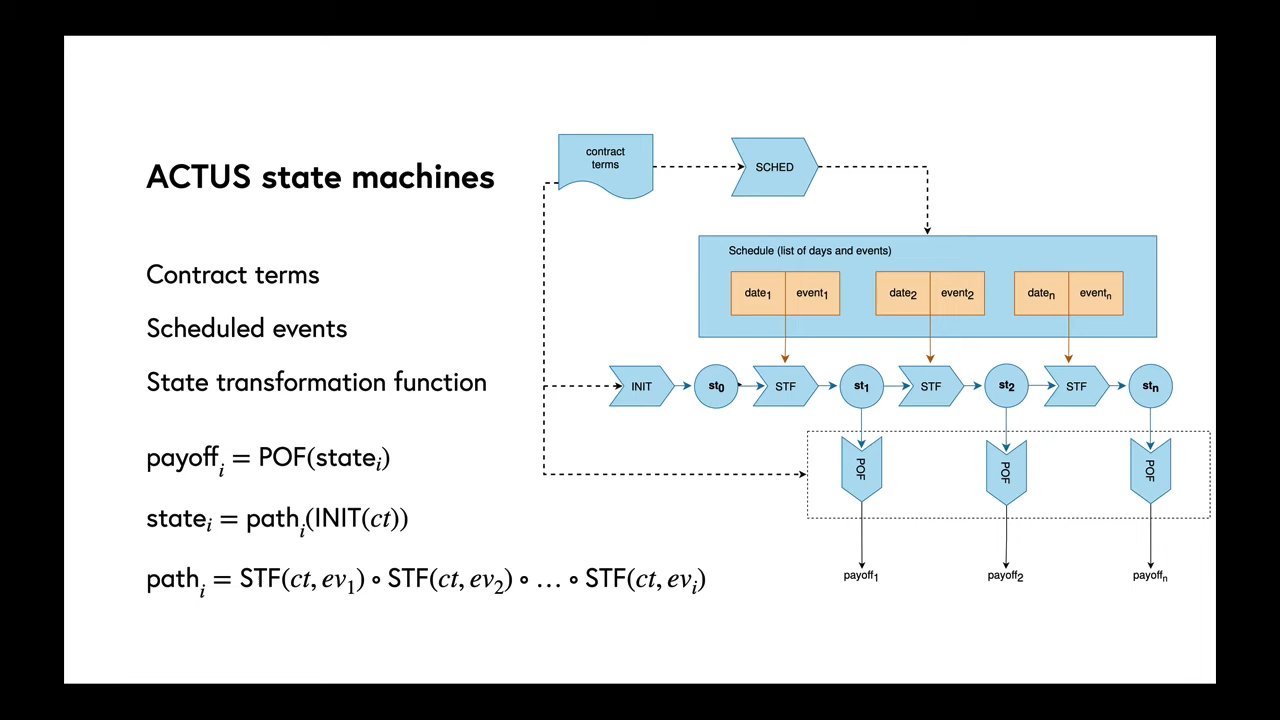 ACTUS state machines
Contract terms
Scheduled events
State transformation function
payoffᵢ = POF(stateᵢ)
stateᵢ = pathᵢ(INIT(ct))
pathᵢ = STF(ct, ev₁) ∘ STF(ct, ev₂) ∘ … ∘ STF(ct, evᵢ)
contract
terms
SCHED
Schedule (list of days and events)
date₁ event₁ date₂ event₂ dateₙ eventₙ
INIT st₀ STF st₁ STF st₂ STF stₙ
POF POF POF
payoff₁ payoff₂ payoffₙ